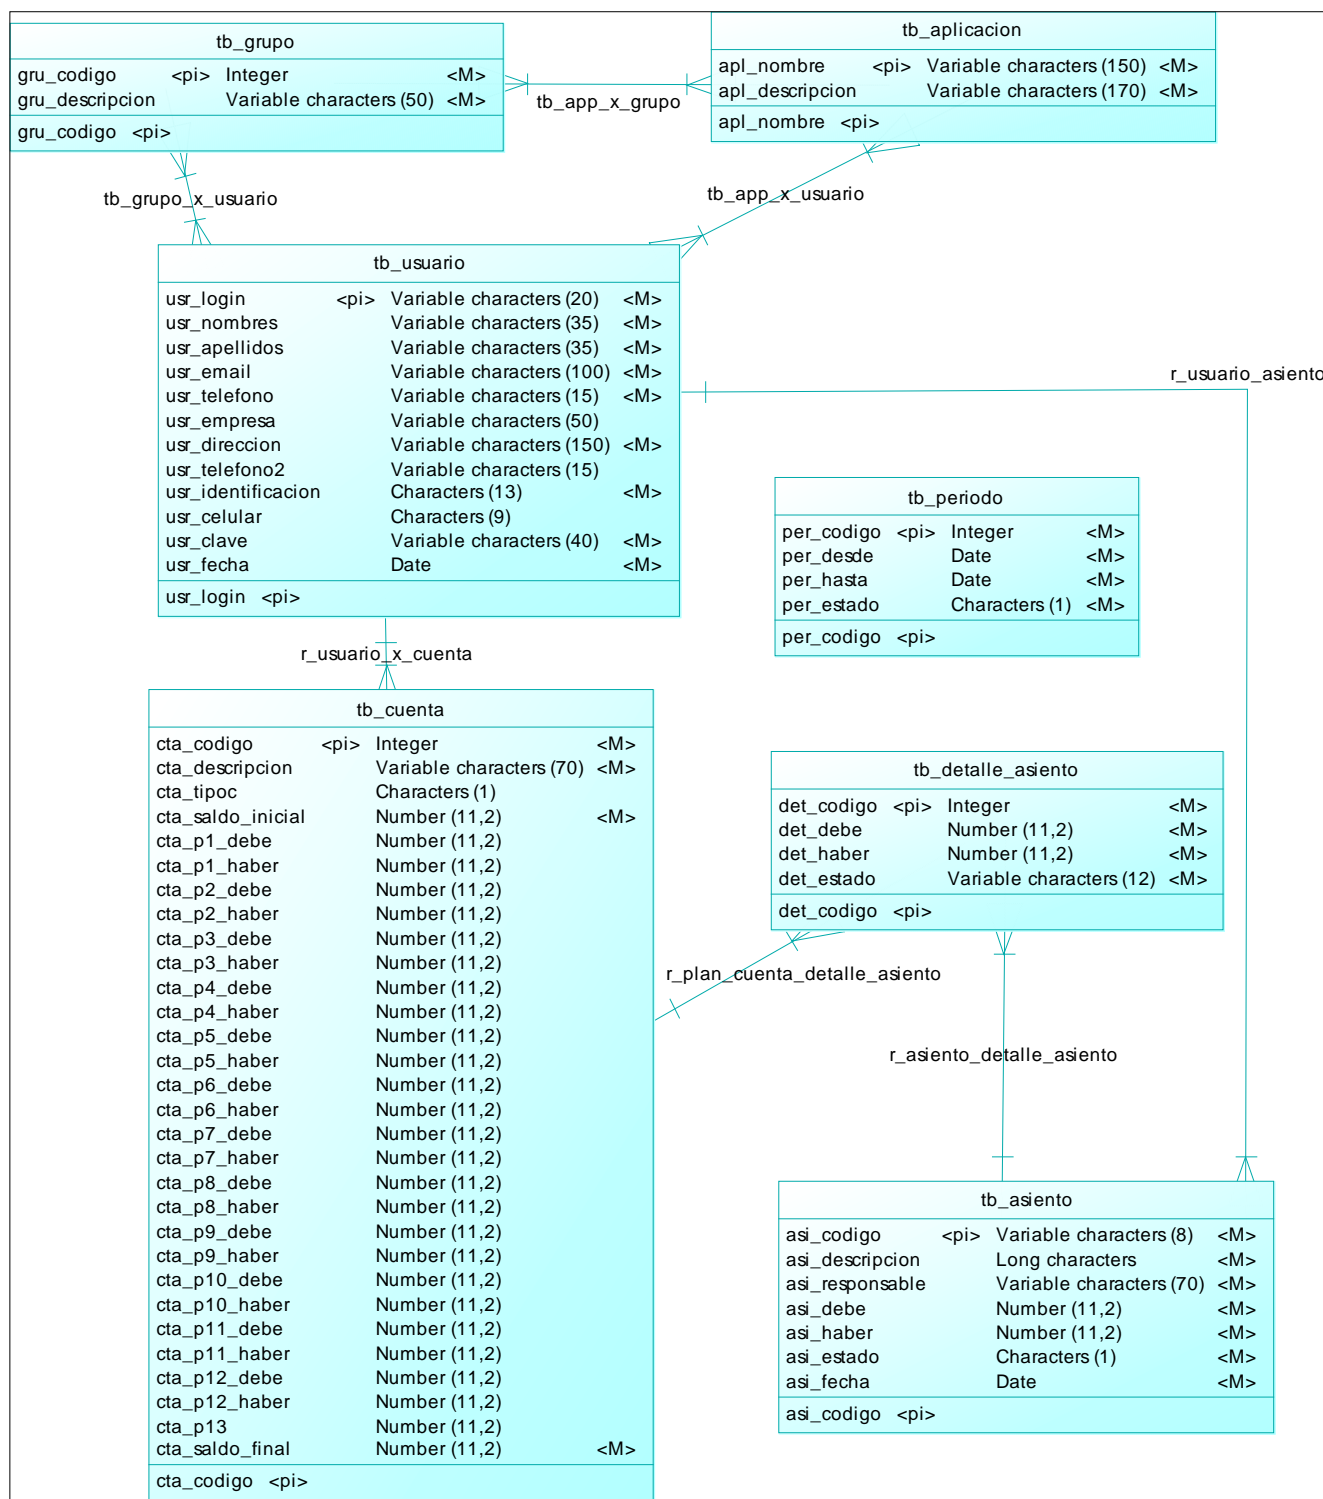 tb_grupo
gru_codigo <pi> Integer <M>
gru_descripcion Variable characters (50) <M>
gru_codigo <pi>
tb_aplicacion
apl_nombre <pi> Variable characters (150) <M>
apl_descripcion Variable characters (170) <M>
apl_nombre <pi>
tb_app_x_grupo
tb_grupo_x_usuario
tb_app_x_usuario
tb_usuario
usr_login <pi> Variable characters (20) <M>
usr_nombres Variable characters (35) <M>
usr_apellidos Variable characters (35) <M>
usr_email Variable characters (100) <M>
usr_telefono Variable characters (15) <M>
usr_empresa Variable characters (50)
usr_direccion Variable characters (150) <M>
usr_telefono2 Variable characters (15)
usr_identificacion Characters (13) <M>
usr_celular Characters (9)
usr_clave Variable characters (40) <M>
usr_fecha Date <M>
usr_login <pi>
r_usuario_asiento
tb_periodo
per_codigo <pi> Integer <M>
per_desde Date <M>
per_hasta Date <M>
per_estado Characters (1) <M>
per_codigo <pi>
r_usuario_x_cuenta
tb_cuenta
cta_codigo <pi> Integer <M>
cta_descripcion Variable characters (70) <M>
cta_tipoc Characters (1)
cta_saldo_inicial Number (11,2) <M>
cta_p1_debe Number (11,2)
cta_p1_haber Number (11,2)
cta_p2_debe Number (11,2)
cta_p2_haber Number (11,2)
cta_p3_debe Number (11,2)
cta_p3_haber Number (11,2)
cta_p4_debe Number (11,2)
cta_p4_haber Number (11,2)
cta_p5_debe Number (11,2)
cta_p5_haber Number (11,2)
cta_p6_debe Number (11,2)
cta_p6_haber Number (11,2)
cta_p7_debe Number (11,2)
cta_p7_haber Number (11,2)
cta_p8_debe Number (11,2)
cta_p8_haber Number (11,2)
cta_p9_debe Number (11,2)
cta_p9_haber Number (11,2)
cta_p10_debe Number (11,2)
cta_p10_haber Number (11,2)
cta_p11_debe Number (11,2)
cta_p11_haber Number (11,2)
cta_p12_debe Number (11,2)
cta_p12_haber Number (11,2)
cta_p13 Number (11,2)
cta_saldo_final Number (11,2) <M>
cta_codigo <pi>
tb_detalle_asiento
det_codigo <pi> Integer <M>
det_debe Number (11,2) <M>
det_haber Number (11,2) <M>
det_estado Variable characters (12) <M>
det_codigo <pi>
r_plan_cuenta_detalle_asiento
r_asiento_detalle_asiento
tb_asiento
asi_codigo <pi> Variable characters (8) <M>
asi_descripcion Long characters <M>
asi_responsable Variable characters (70) <M>
asi_debe Number (11,2) <M>
asi_haber Number (11,2) <M>
asi_estado Characters (1) <M>
asi_fecha Date <M>
asi_codigo <pi>